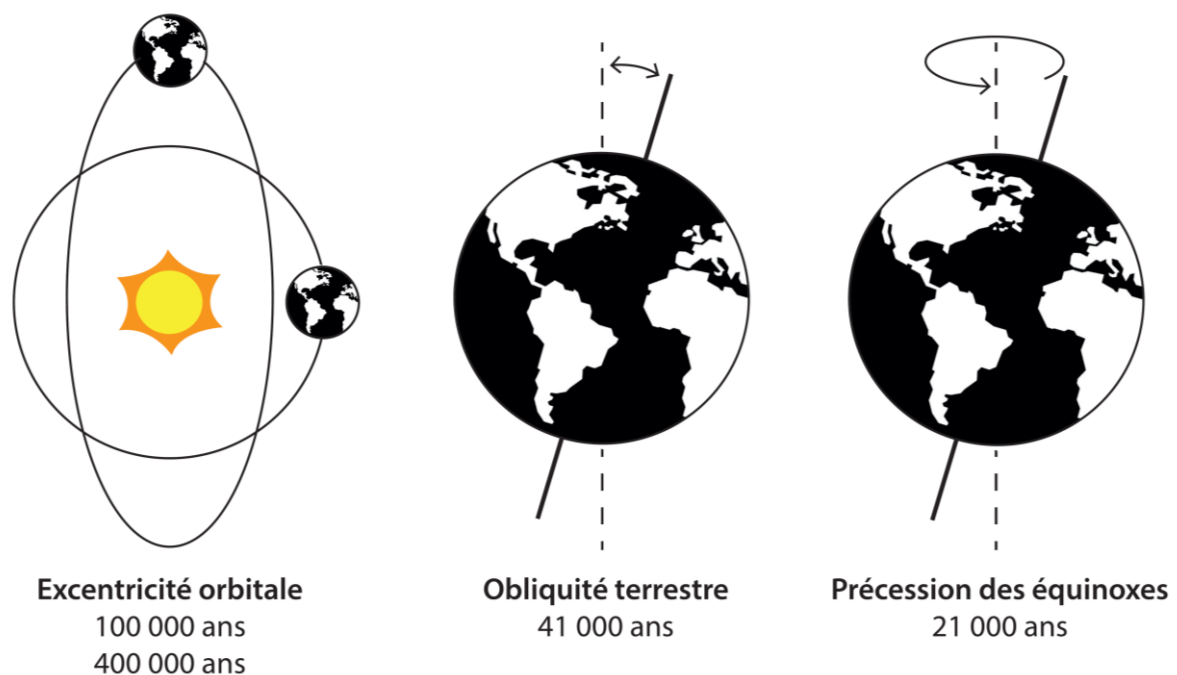 Excentricité orbitale
100 000 ans
400 000 ans
Obliquité terrestre
41 000 ans
Précession des équinoxes
21 000 ans